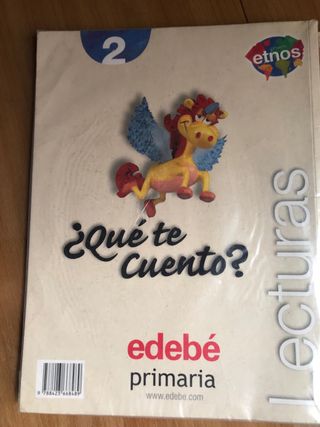 2
etnos
¿Qué te
cuento?
Lecturas
edebé
primaria
www.edebe.com